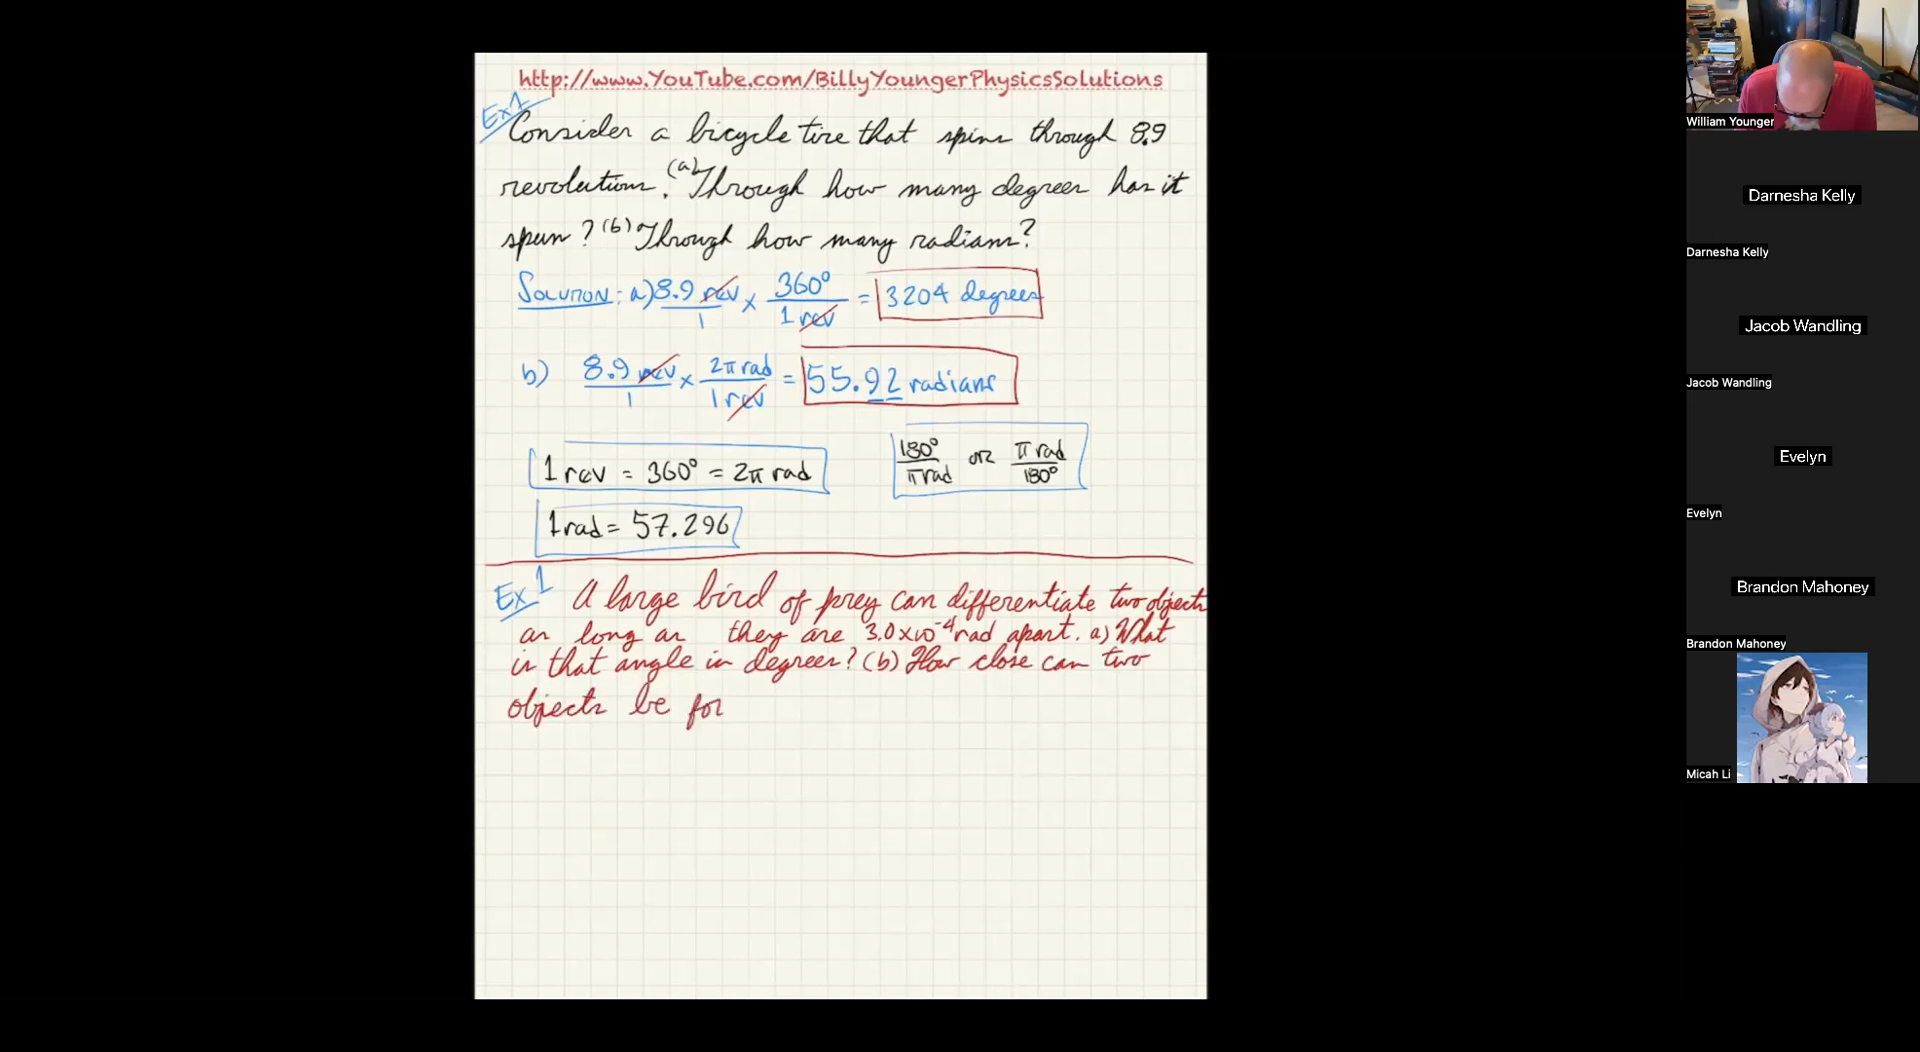 http://www.YouTube.com/BillyYoungerPhysicsSolutions
Ex1
Consider a bicycle tire that spins through 8.9
revolutions. (a) Through how many degrees has it
spun? (b) Through how many radians?
SOLUTION: a) 8.9 rev/1 × 360°/1 rev = 3204 degrees
b) 8.9 rev/1 × 2π rad/1 rev = 55.92 radians
1 rev = 360° = 2π rad
180°/π rad or π rad/180°
1 rad = 57.296
Ex1 A large bird of prey can differentiate two objects
as long as they are 3.0×10⁻⁴ rad apart. a) What
is that angle in degrees? (b) How close can two
objects be for
William Younger
Darnesha Kelly
Darnesha Kelly
Jacob Wandling
Jacob Wandling
Evelyn
Evelyn
Brandon Mahoney
Brandon Mahoney
Micah Li